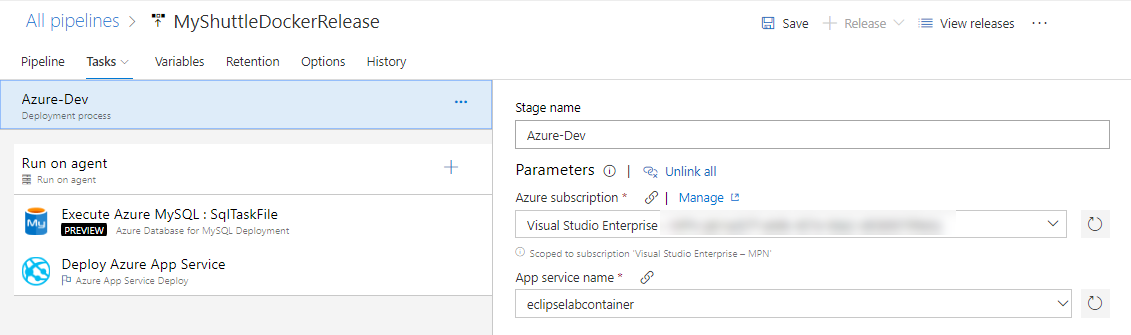 All pipelines > MyShuttleDockerRelease
Save + Release View releases ...
Pipeline Tasks Variables Retention Options History
Azure-Dev ...
Deployment process
Run on agent +
Run on agent
Execute Azure MySQL : SqlTaskFile
PREVIEW Azure Database for MySQL Deployment
Deploy Azure App Service
Azure App Service Deploy
Stage name
Azure-Dev
Parameters | Unlink all
Azure subscription * | Manage
Visual Studio Enterprise
Scoped to subscription 'Visual Studio Enterprise – MPN'
App service name *
eclipselabcontainer